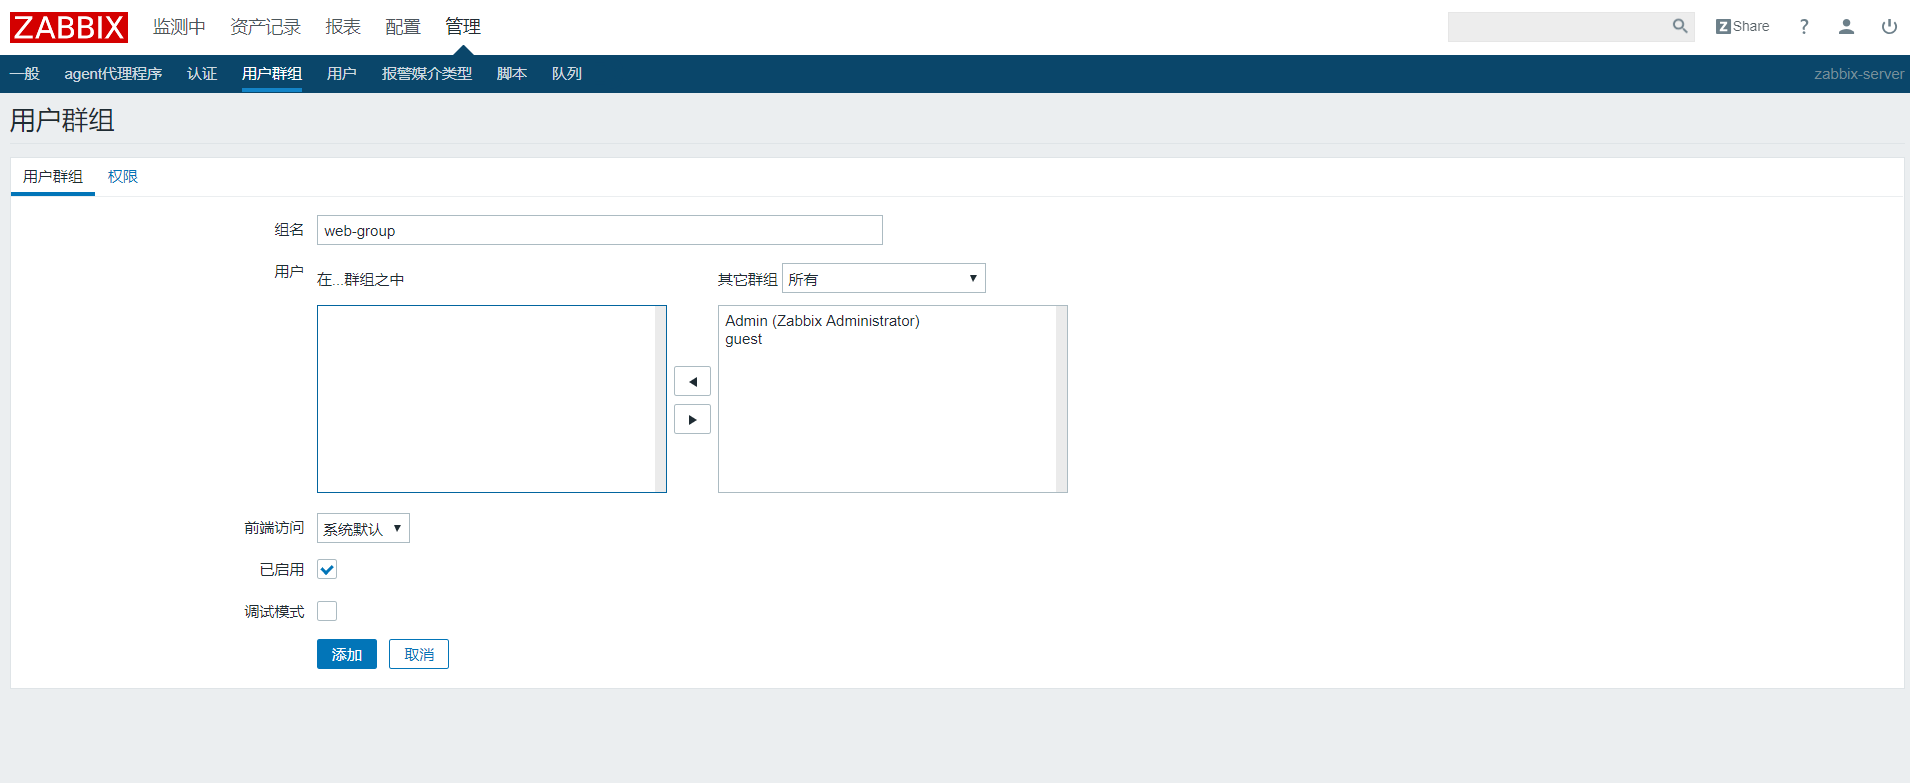 ZABBIX 监测中 资产记录 报表 配置 管理 Z Share ?
一般 agent代理程序 认证 用户群组 用户 报警媒介类型 脚本 队列 zabbix-server
用户群组
用户群组 权限
组名 web-group
用户 在...群组之中 其它群组 所有
Admin (Zabbix Administrator)
guest
前端访问 系统默认
已启用
调试模式
添加 取消